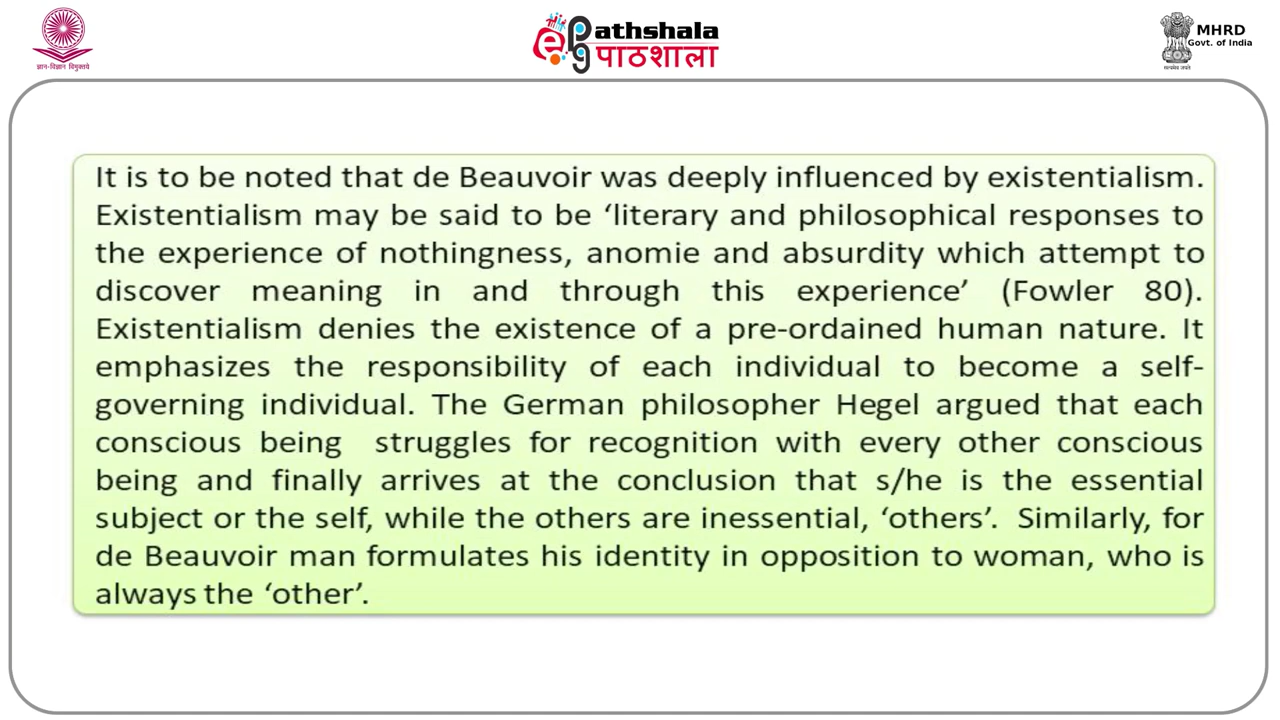 ज्ञान-विज्ञान विमुक्तये
epg Pathshala
पाठशाला
MHRD
Govt. of India
सत्यमेव जयते
It is to be noted that de Beauvoir was deeply influenced by existentialism.
Existentialism may be said to be ‘literary and philosophical responses to
the experience of nothingness, anomie and absurdity which attempt to
discover meaning in and through this experience’ (Fowler 80).
Existentialism denies the existence of a pre-ordained human nature. It
emphasizes the responsibility of each individual to become a self-
governing individual. The German philosopher Hegel argued that each
conscious being struggles for recognition with every other conscious
being and finally arrives at the conclusion that s/he is the essential
subject or the self, while the others are inessential, ‘others’. Similarly, for
de Beauvoir man formulates his identity in opposition to woman, who is
always the ‘other’.